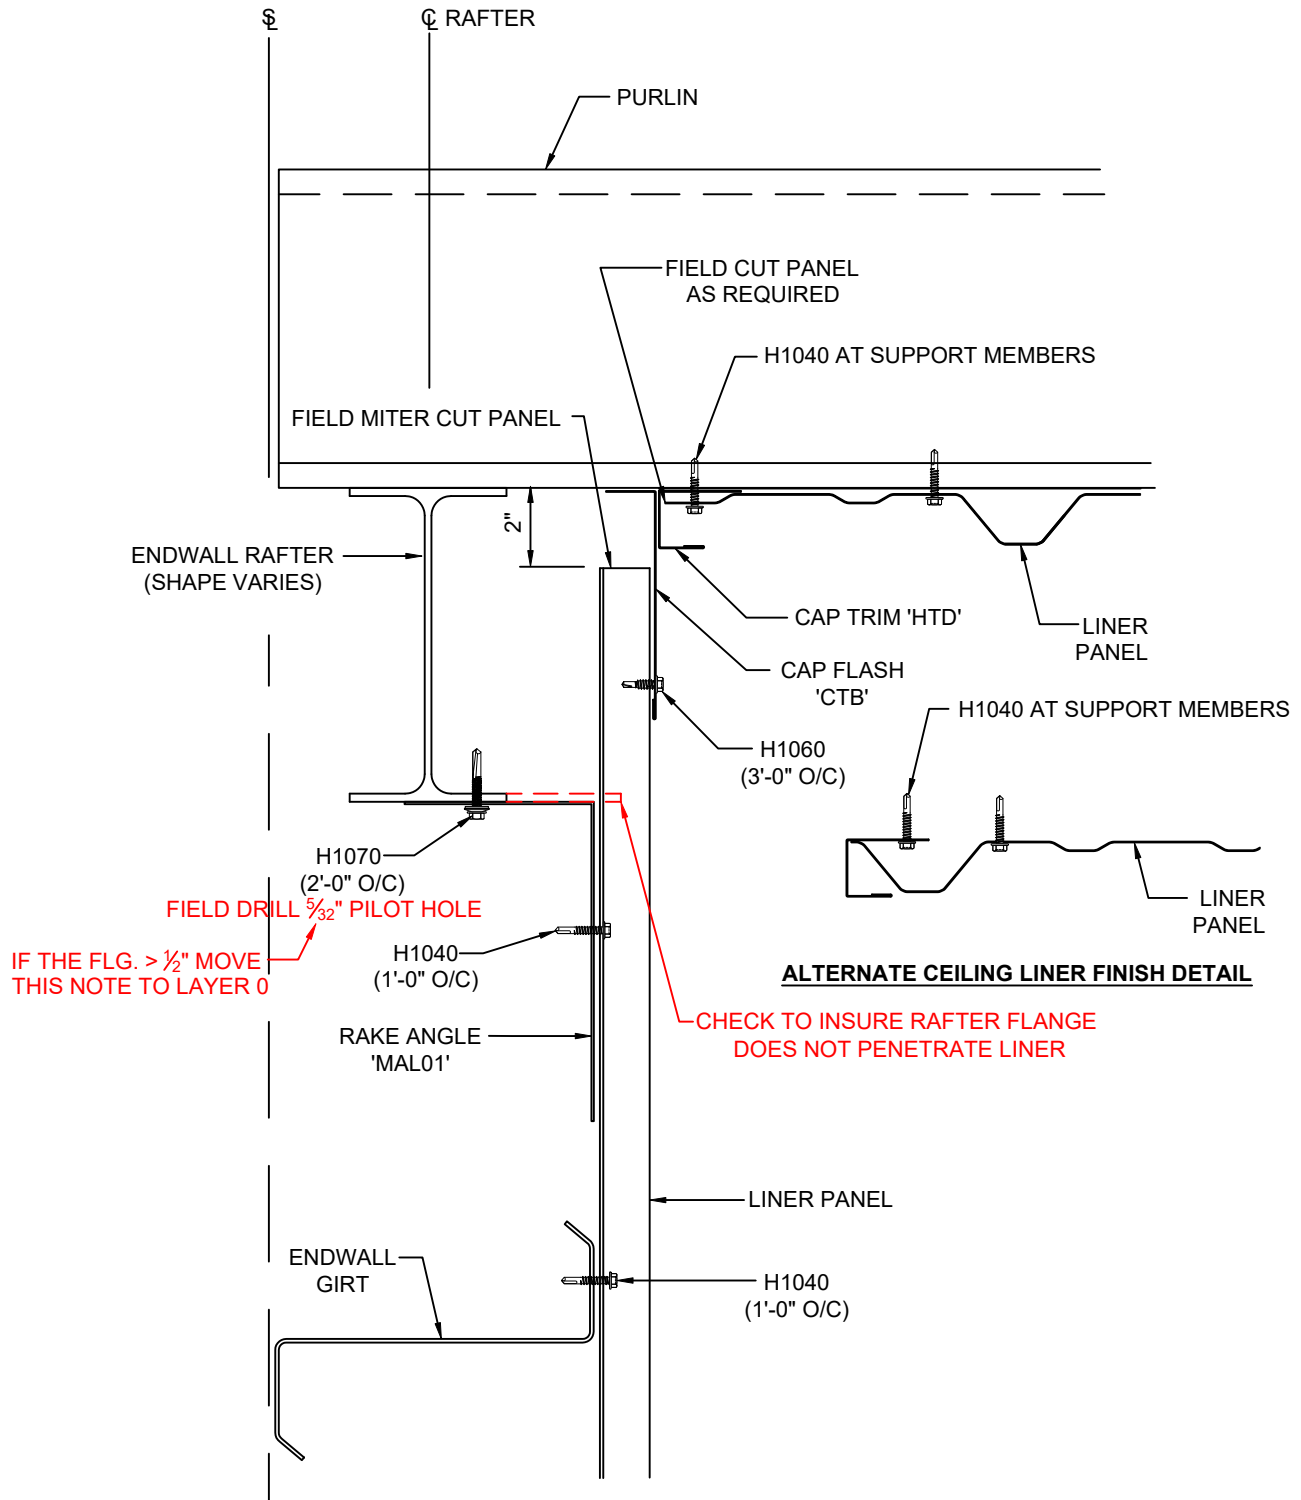 ℄ RAFTER
PURLIN
FIELD CUT PANEL
AS REQUIRED
H1040 AT SUPPORT MEMBERS
FIELD MITER CUT PANEL
2"
ENDWALL RAFTER
(SHAPE VARIES)
CAP TRIM 'HTD'
LINER
PANEL
CAP FLASH
'CTB'
H1040 AT SUPPORT MEMBERS
H1060
(3'-0" O/C)
H1070
(2'-0" O/C)
FIELD DRILL 5/32" PILOT HOLE
LINER
PANEL
IF THE FLG. > 1/2" MOVE
THIS NOTE TO LAYER 0
H1040
(1'-0" O/C)
ALTERNATE CEILING LINER FINISH DETAIL
CHECK TO INSURE RAFTER FLANGE
DOES NOT PENETRATE LINER
RAKE ANGLE
'MAL01'
LINER PANEL
ENDWALL
GIRT
H1040
(1'-0" O/C)